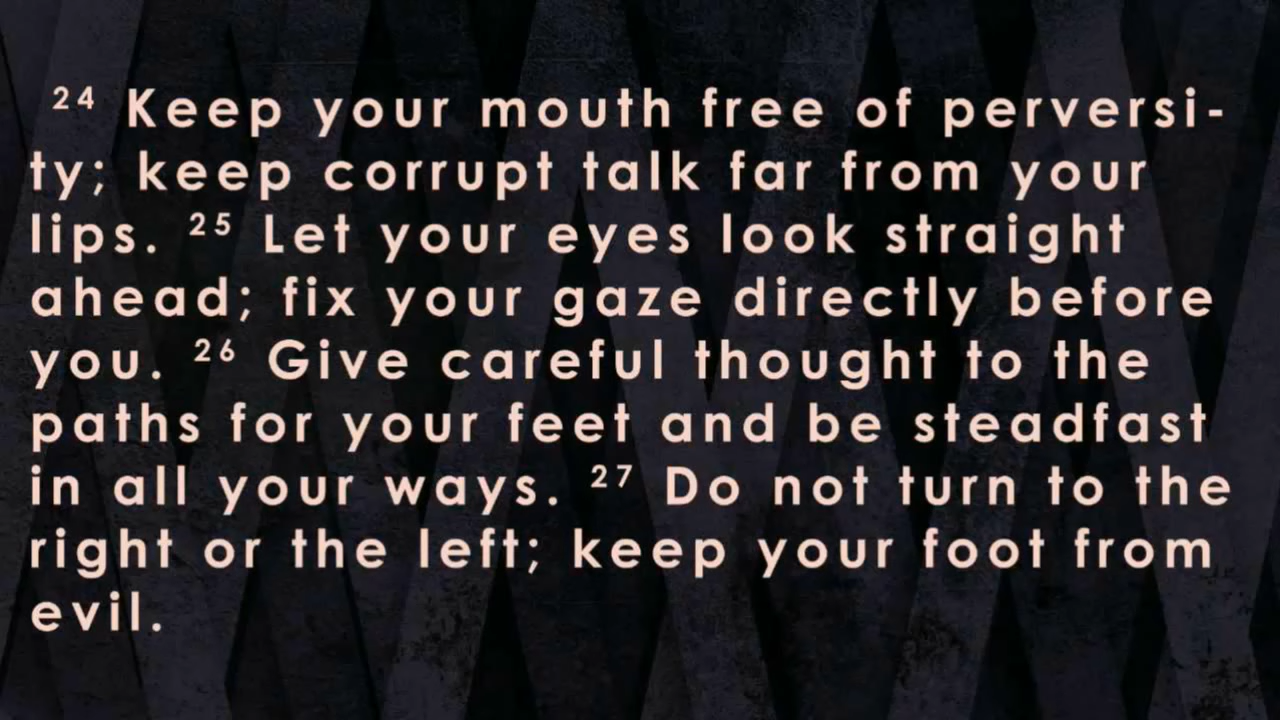 24 Keep your mouth free of perversi-
ty; keep corrupt talk far from your
lips. 25 Let your eyes look straight
ahead; fix your gaze directly before
you. 26 Give careful thought to the
paths for your feet and be steadfast
in all your ways. 27 Do not turn to the
right or the left; keep your foot from
evil.